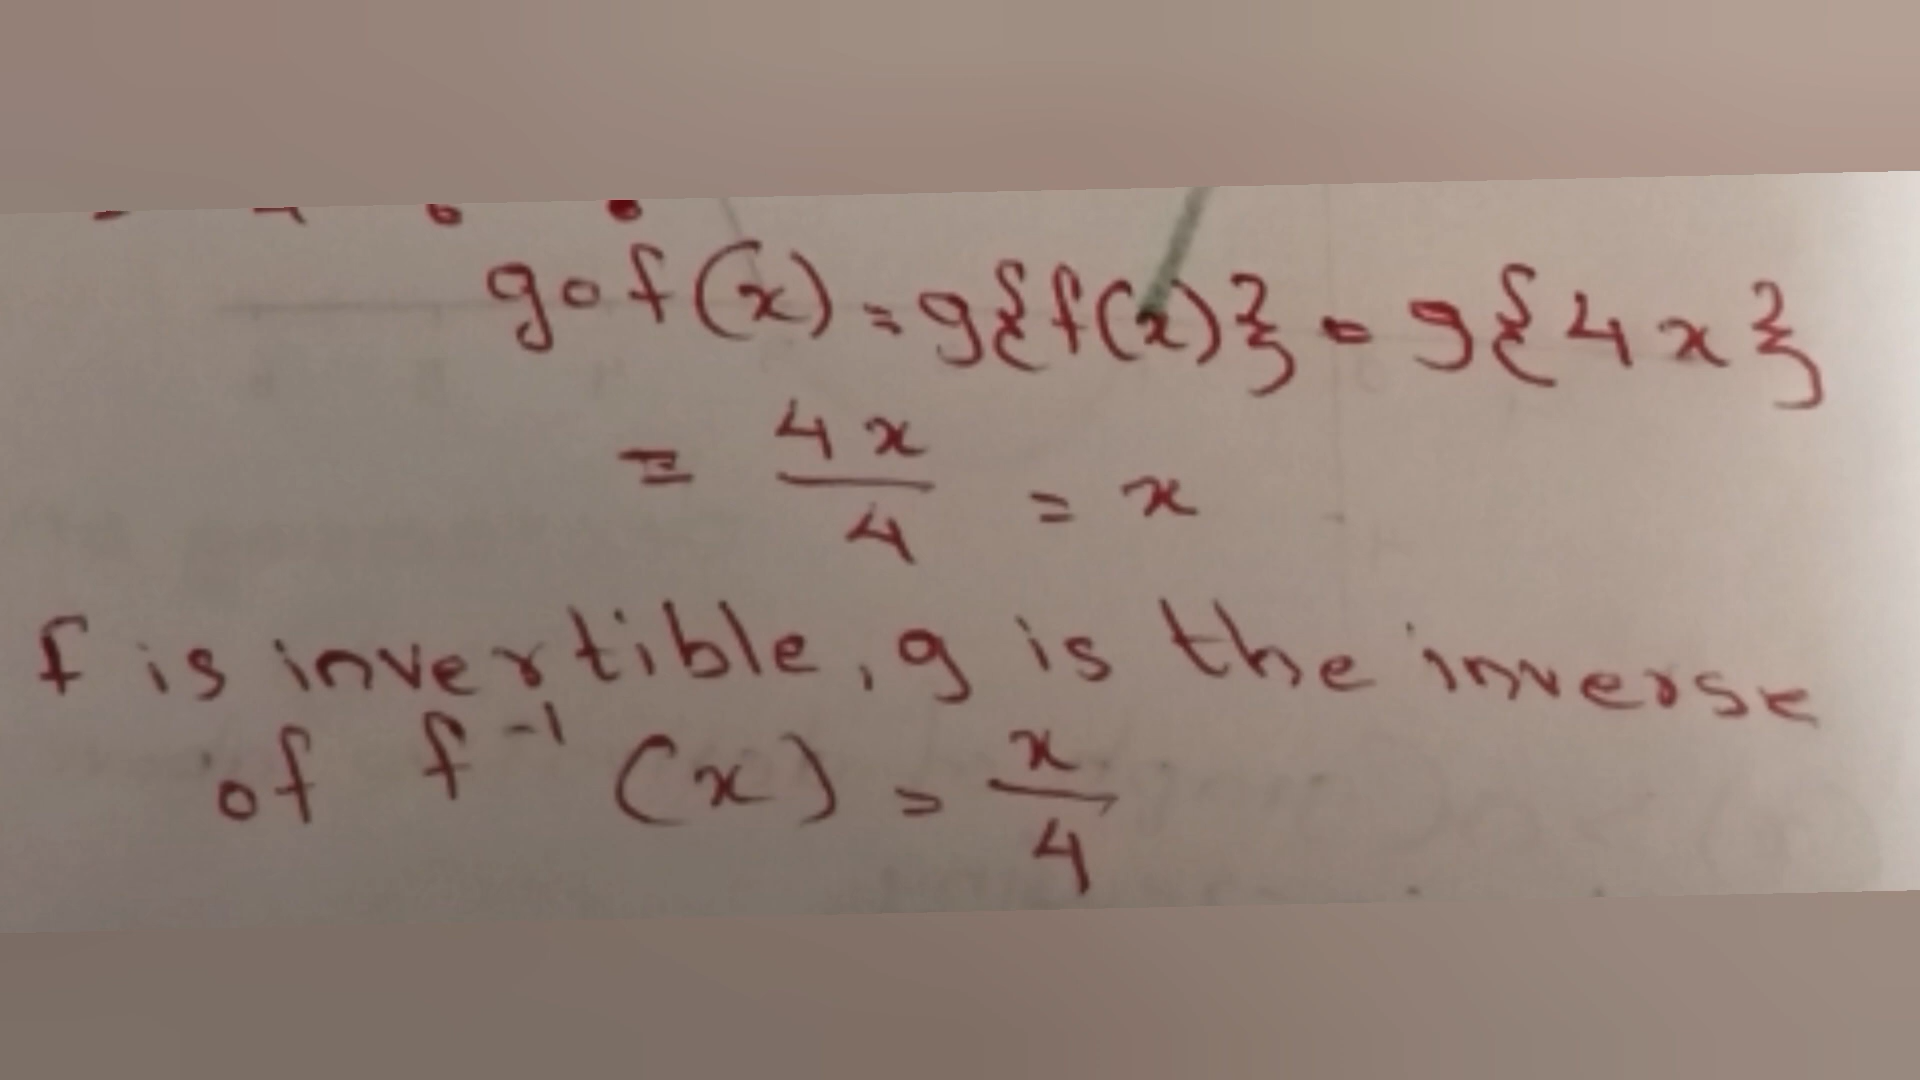 gof(x) = g{f(x)} = g{4x}
= 4x/4 = x
f is invertible, g is the inverse
of f⁻¹(x) = x/4